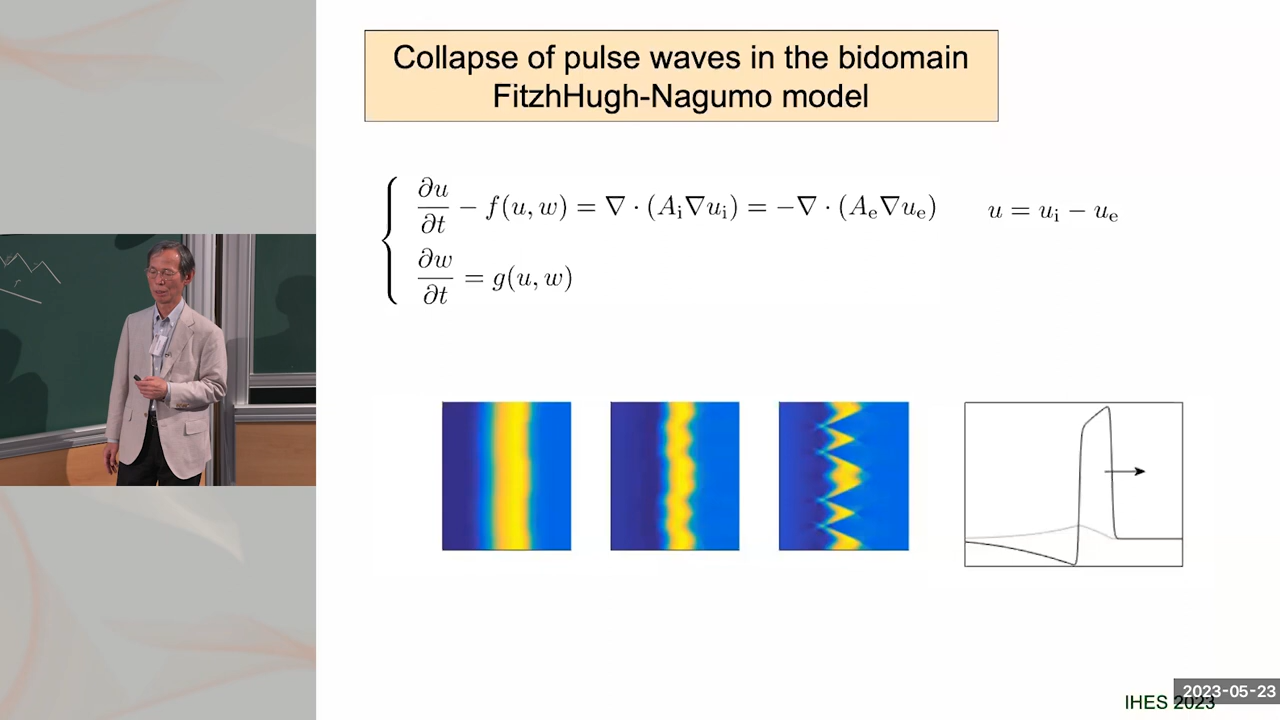 Collapse of pulse waves in the bidomain
FitzhHugh-Nagumo model
∂u/∂t − f(u, w) = ∇ · (A_i∇u_i) = −∇ · (A_e∇u_e)
u = u_i − u_e
∂w/∂t = g(u, w)
2023-05-23
IHES 2023